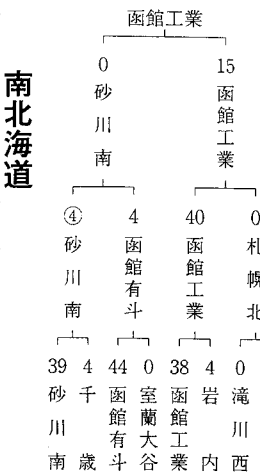 函館工業
南北海道
0 15
砂川南 函館工業
④ 4 40 0
砂川南 函館有斗 函館工業 札幌北
39 4 44 0 38 4 0
砂川南 千歳 函館有斗 室蘭大谷 函館工業 岩内 滝川西